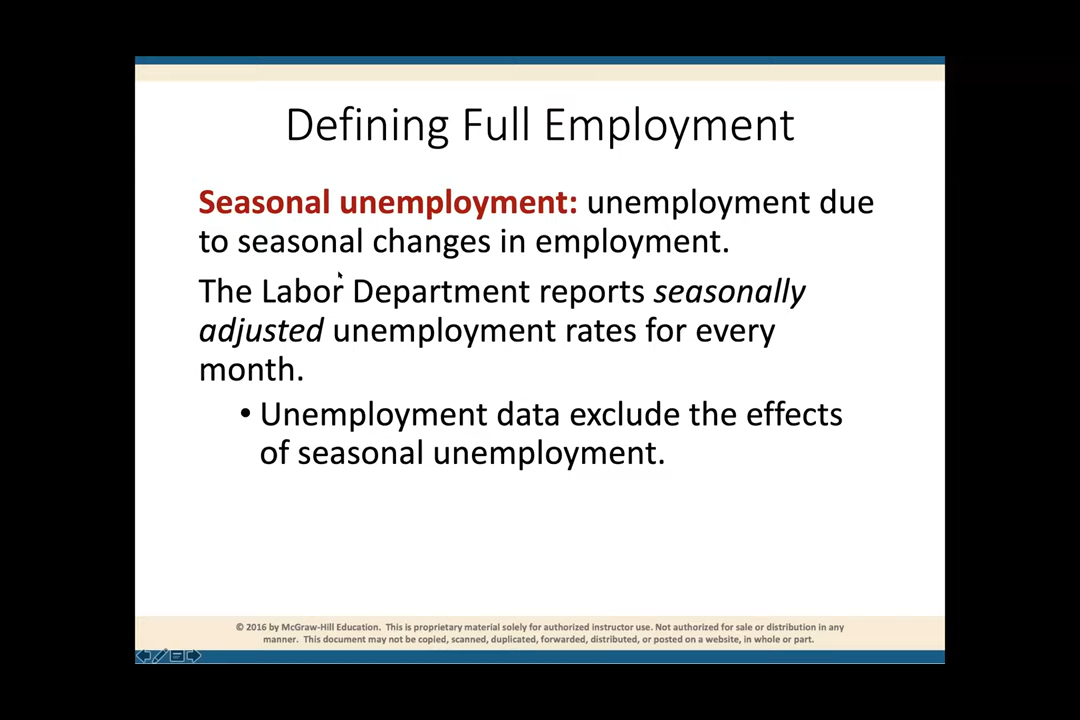 Defining Full Employment
Seasonal unemployment: unemployment due
to seasonal changes in employment.
The Labor Department reports seasonally
adjusted unemployment rates for every
month.
• Unemployment data exclude the effects
of seasonal unemployment.
© 2016 by McGraw-Hill Education. This is proprietary material solely for authorized instructor use. Not authorized for sale or distribution in any
manner. This document may not be copied, scanned, duplicated, forwarded, distributed, or posted on a website, in whole or part.